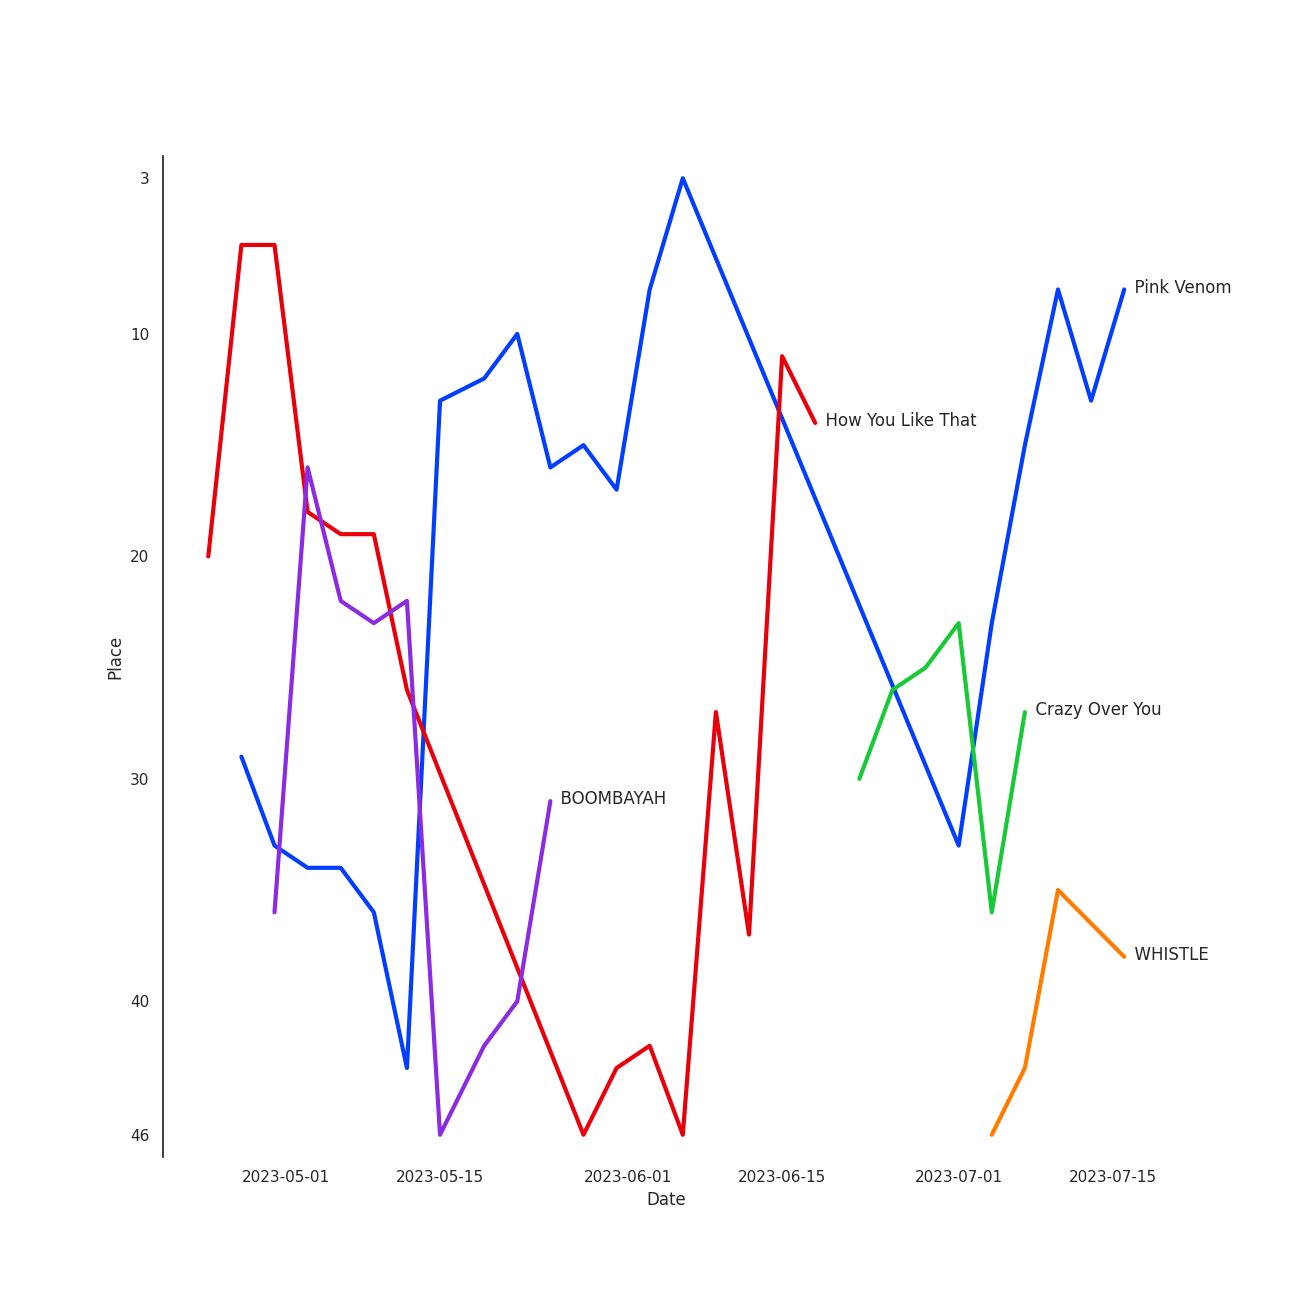 3
10
20
30
40
46
Place
Pink Venom
How You Like That
Crazy Over You
BOOMBAYAH
WHISTLE
2023-05-01
2023-05-15
2023-06-01
2023-06-15
2023-07-01
2023-07-15
Date